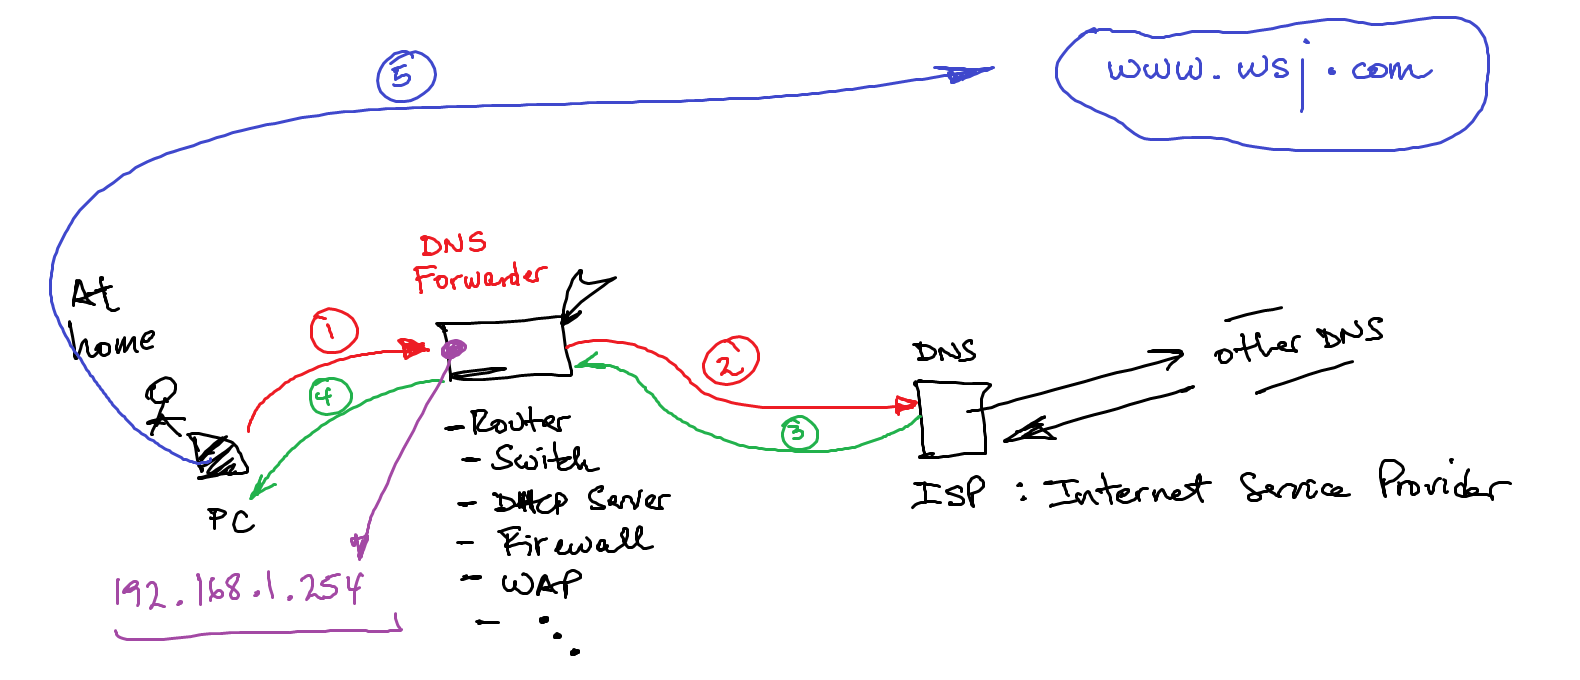 5
www.wsj.com
DNS
Forwarder
At
home
1
2
DNS
other DNS
4
3
- Router
- Switch
- DHCP Server
- Firewall
- WAP
-
PC
ISP : Internet Service Provider
192.168.1.254